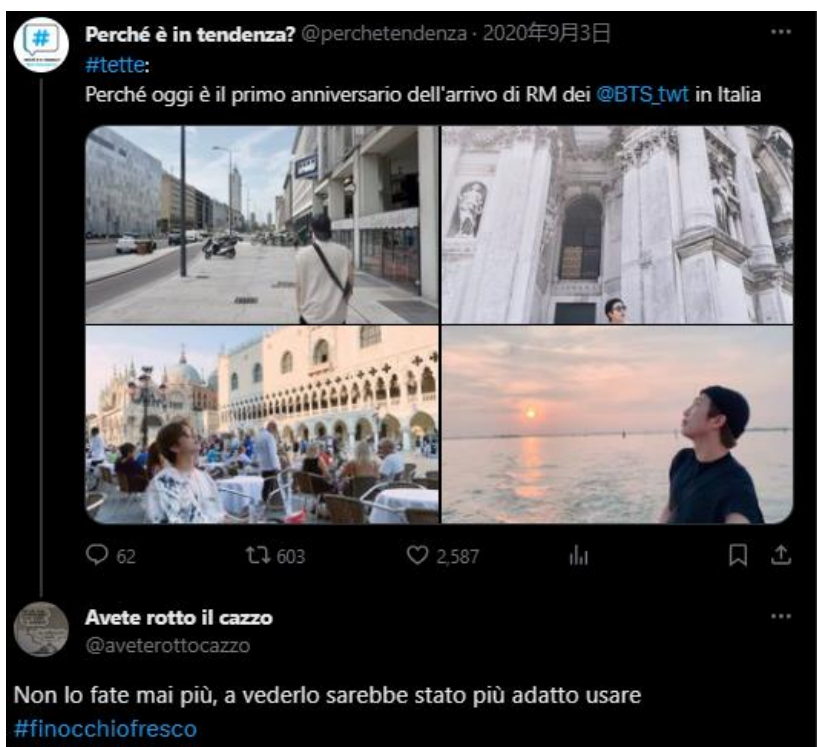 Perché è in tendenza? @perchetendenza · 2020年9月3日
#tette:
Perché oggi è il primo anniversario dell'arrivo di RM dei @BTS_twt in Italia
62
603
2,587
Avete rotto il cazzo
@aveterottocazzo
Non lo fate mai più, a vederlo sarebbe stato più adatto usare
#finocchiofresco